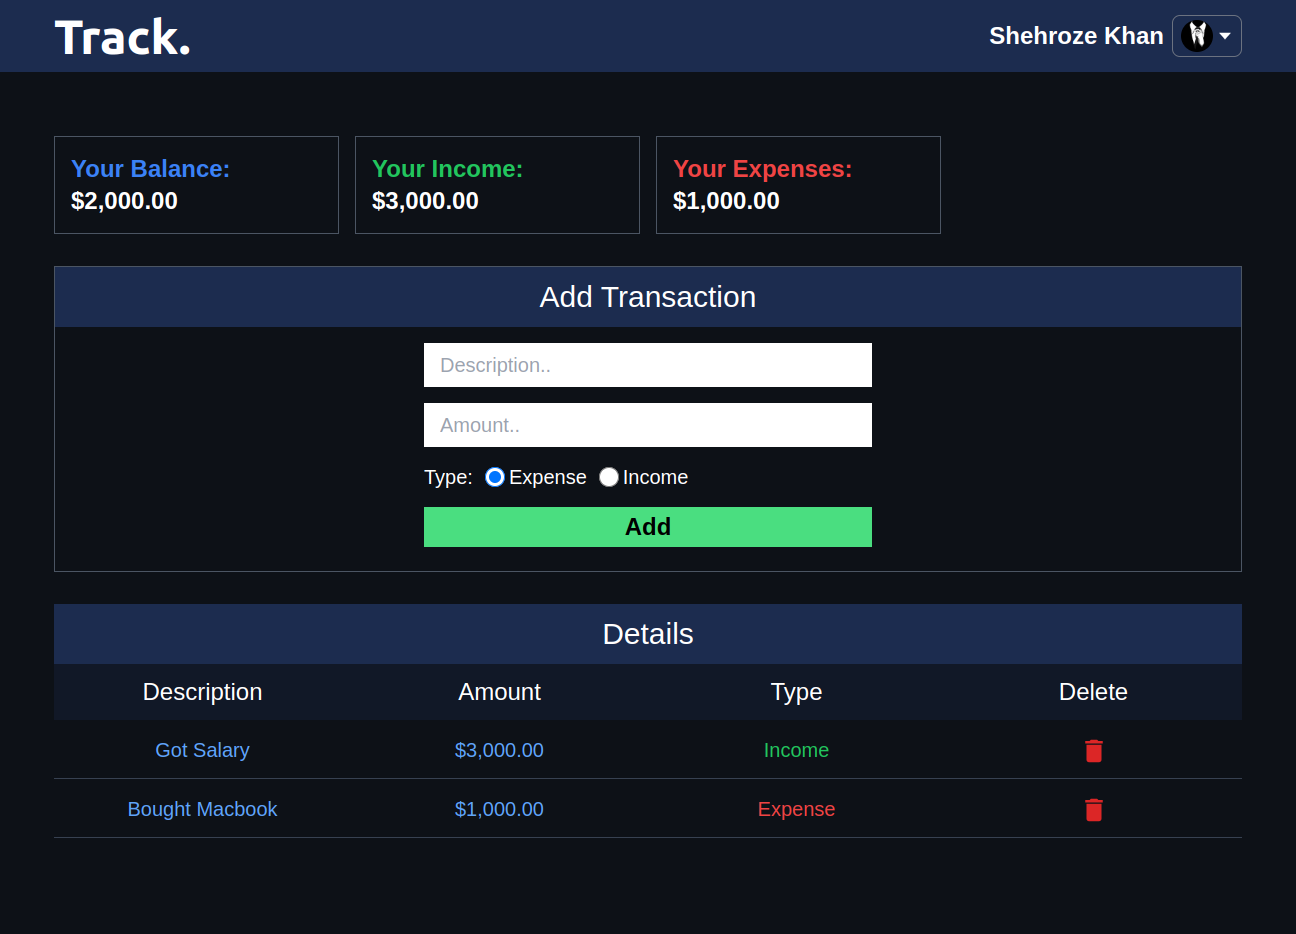 Track.
Shehroze Khan
Your Balance:
$2,000.00
Your Income:
$3,000.00
Your Expenses:
$1,000.00
Add Transaction
Description..
Amount..
Type: Expense Income
Add
Details
Description Amount Type Delete
Got Salary $3,000.00 Income
Bought Macbook $1,000.00 Expense